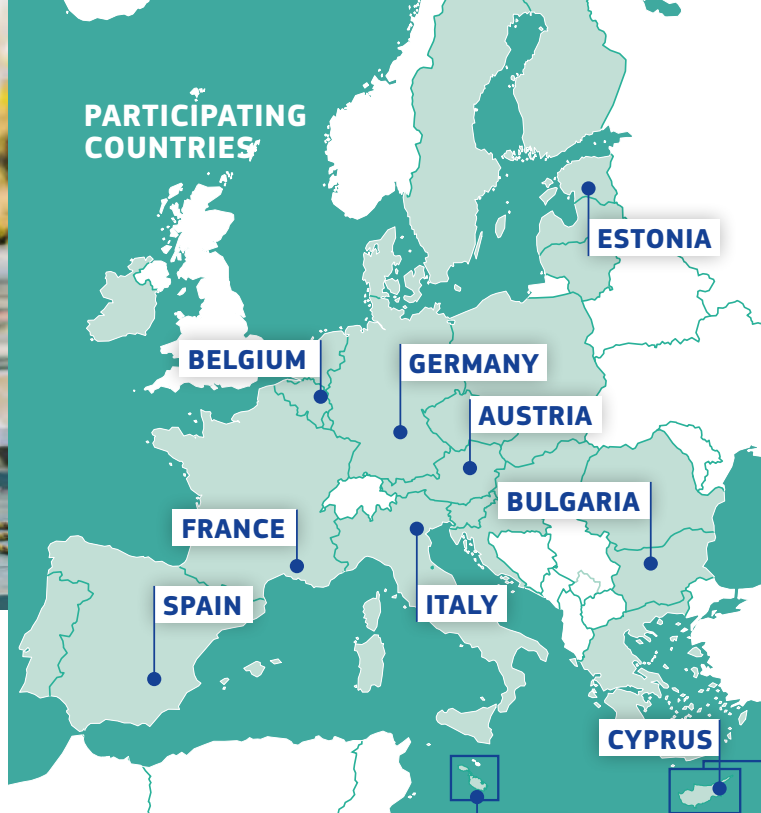 PARTICIPATING
COUNTRIES
ESTONIA
BELGIUM
GERMANY
AUSTRIA
BULGARIA
FRANCE
SPAIN
ITALY
CYPRUS